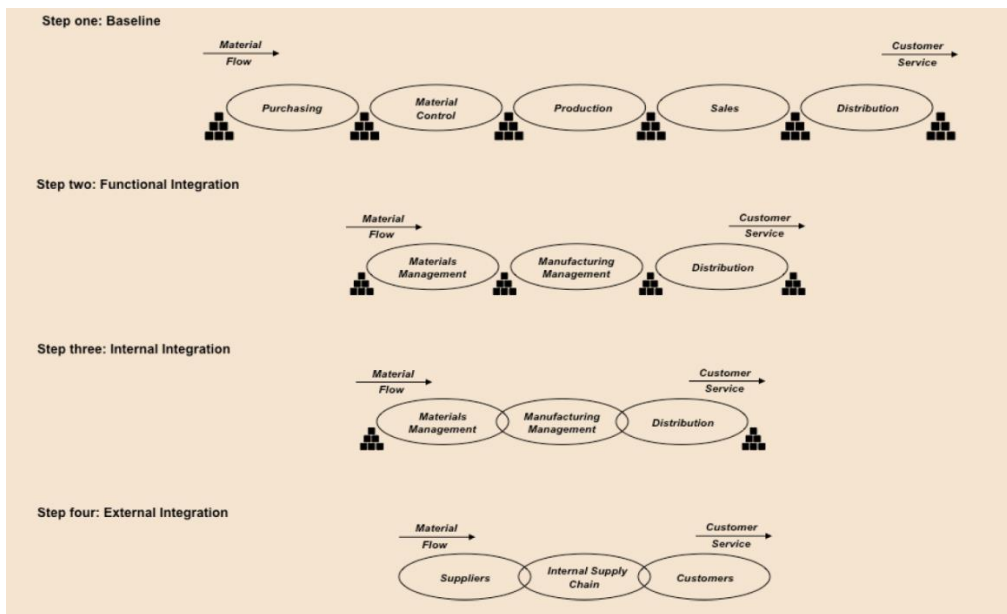 Step one: Baseline
Material
Flow
Customer
Service
Purchasing
Material
Control
Production
Sales
Distribution
Step two: Functional Integration
Material
Flow
Customer
Service
Materials
Management
Manufacturing
Management
Distribution
Step three: Internal Integration
Material
Flow
Customer
Service
Materials
Management
Manufacturing
Management
Distribution
Step four: External Integration
Material
Flow
Customer
Service
Suppliers
Internal Supply
Chain
Customers